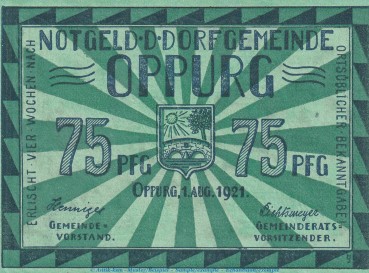 NOTGELD·D·DORFGEMEINDE
OPPURG
ERLISCHT VIER WOCHEN NACH
ORTSÜBLICHER BEKANNTGABE
75 PFG
75 PFG
OPPURG, 1. AUG. 1921.
Henniger
GEMEINDE-
VORSTAND.
GEMEINDERATS-
VORSITZENDER.